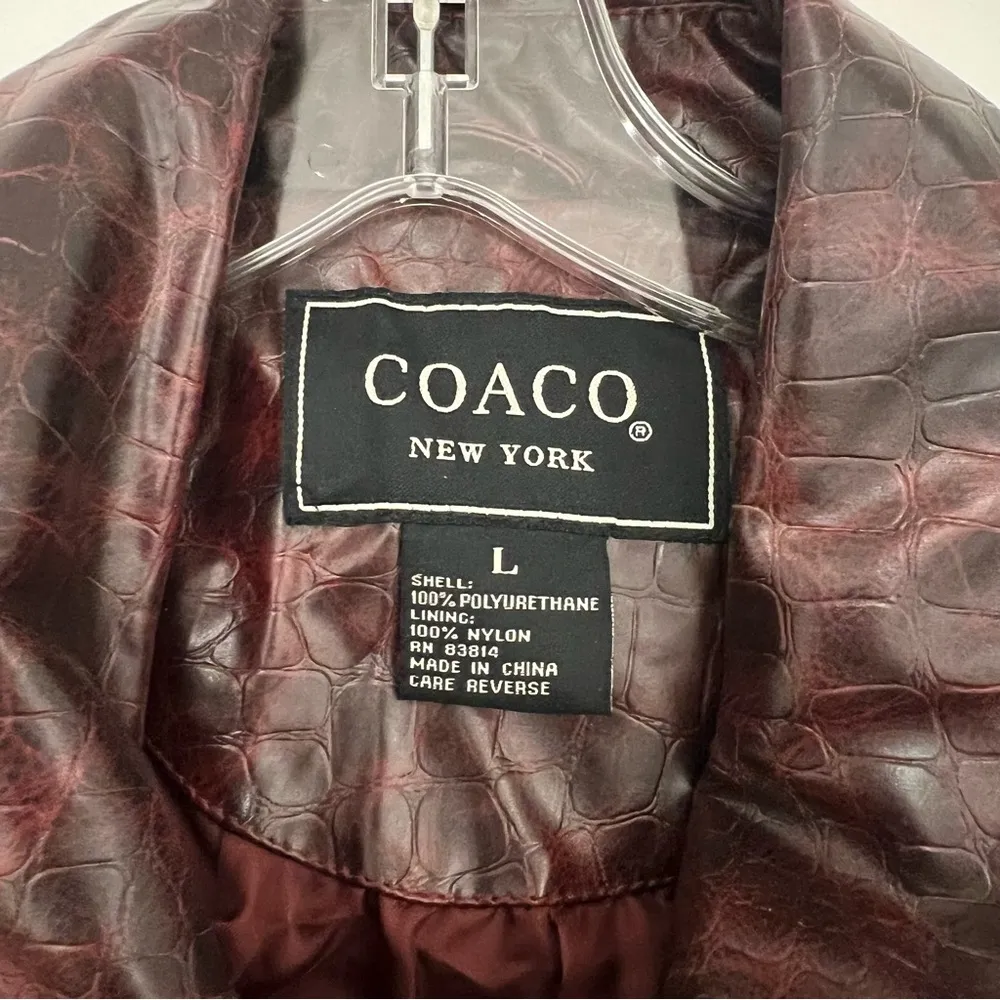 COACO®
NEW YORK
L
SHELL:
100% POLYURETHANE
LINING:
100% NYLON
RN 83814
MADE IN CHINA
CARE REVERSE